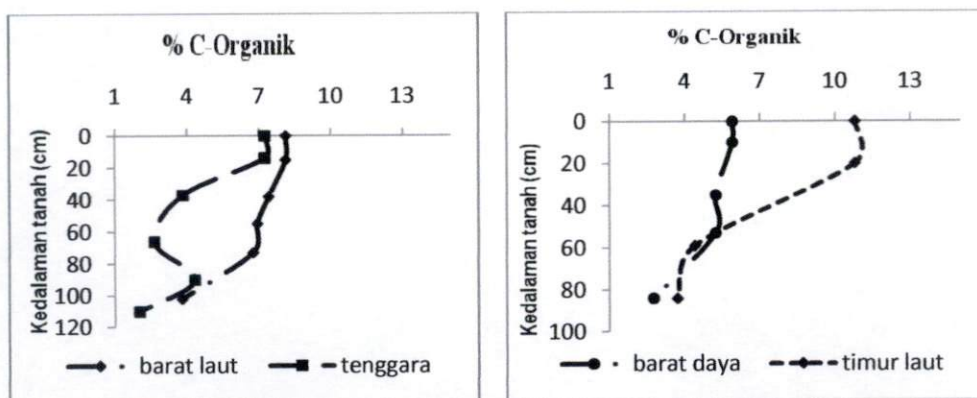 % C-Organik
1 4 7 10 13
Kedalaman tanah (cm)
0
20
40
60
80
100
120
barat laut
tenggara
% C-Organik
1 4 7 10 13
Kedalaman tanah (cm)
0
20
40
60
80
100
barat daya
timur laut